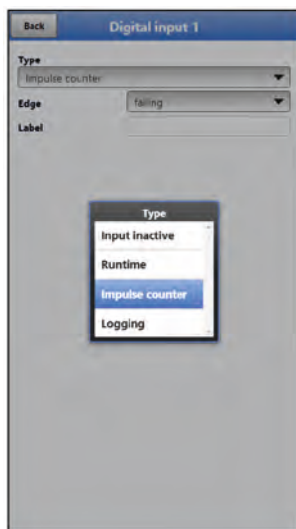 Back Digital input 1
Type
Impulse counter
Edge falling
Label
Type
Input inactive
Runtime
Impulse counter
Logging